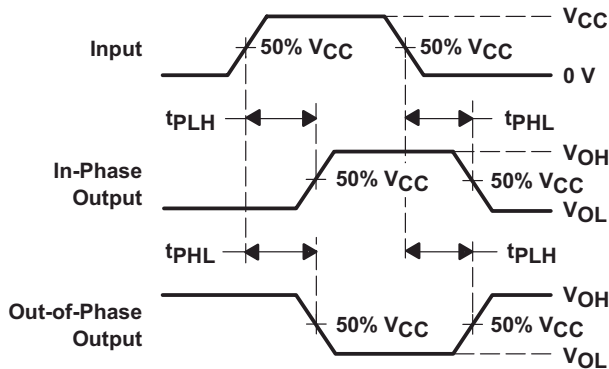 Input
50% VCC
50% VCC
VCC
0 V
tPLH
tPHL
In-Phase
Output
50% VCC
50% VCC
VOH
VOL
tPHL
tPLH
Out-of-Phase
Output
50% VCC
50% VCC
VOH
VOL